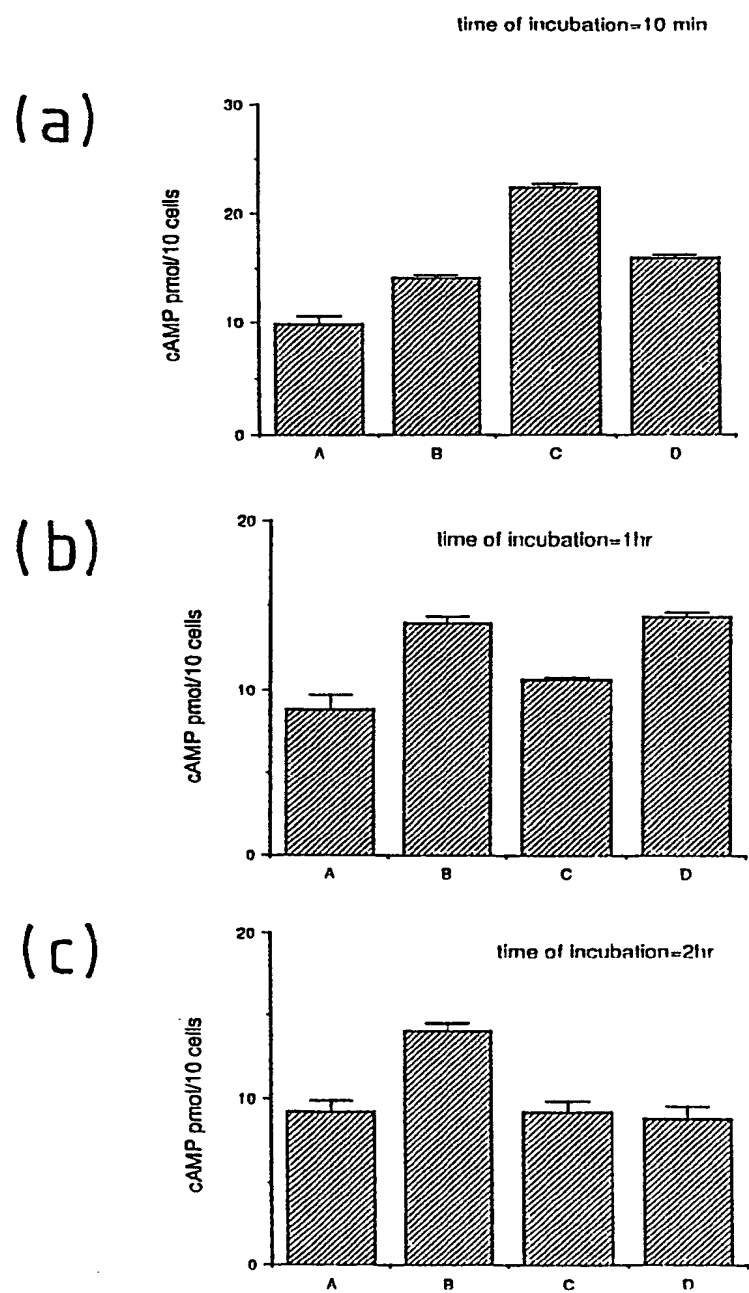 time of incubation=10 min
(a)
30
20
10
0
cAMP pmol/10 cells
A B C D
(b)
time of incubation=1hr
20
10
0
cAMP pmol/10 cells
A B C D
(c)
time of incubation=2hr
20
10
0
cAMP pmol/10 cells
A B C D